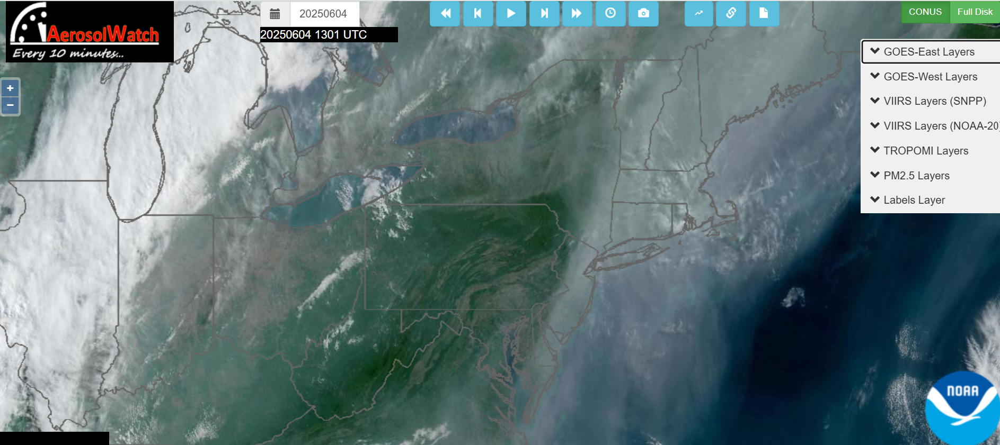 AerosolWatch
Every 10 minutes...
20250604
20250604 1301 UTC
CONUS
Full Disk
GOES-East Layers
GOES-West Layers
VIIRS Layers (SNPP)
VIIRS Layers (NOAA-20)
TROPOMI Layers
PM2.5 Layers
Labels Layer
+
−
NOAA